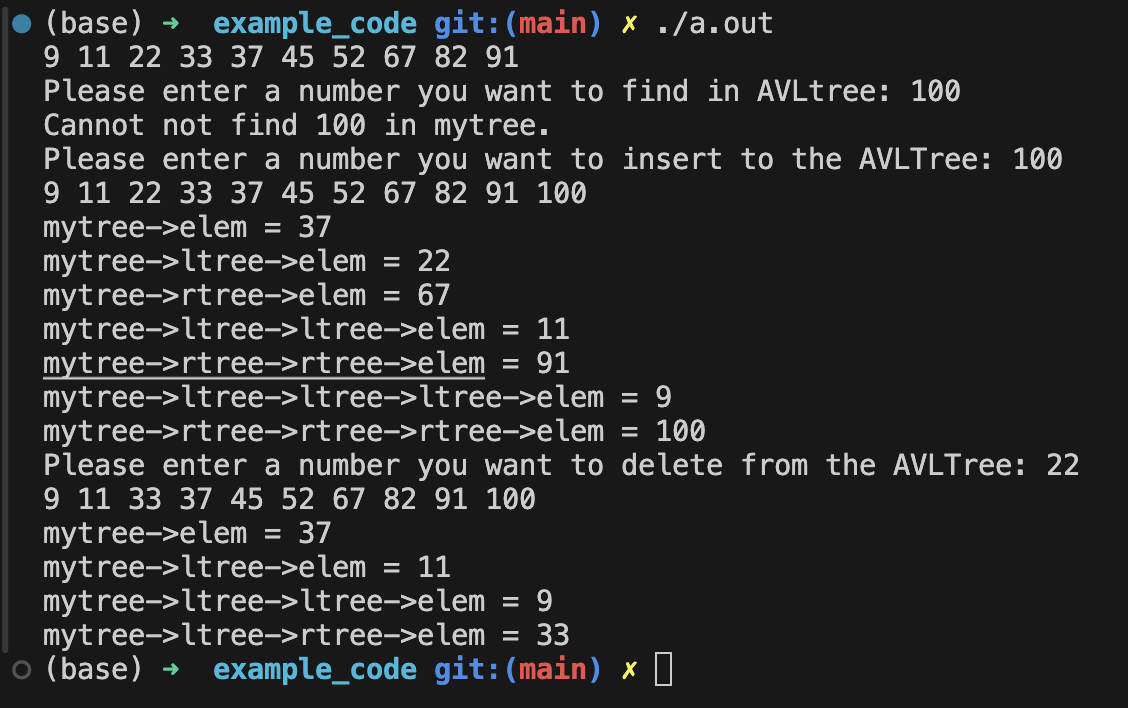 (base) ➜ example_code git:(main) ✗ ./a.out
9 11 22 33 37 45 52 67 82 91
Please enter a number you want to find in AVLtree: 100
Cannot not find 100 in mytree.
Please enter a number you want to insert to the AVLTree: 100
9 11 22 33 37 45 52 67 82 91 100
mytree->elem = 37
mytree->ltree->elem = 22
mytree->rtree->elem = 67
mytree->ltree->ltree->elem = 11
mytree->rtree->rtree->elem = 91
mytree->ltree->ltree->ltree->elem = 9
mytree->rtree->rtree->rtree->elem = 100
Please enter a number you want to delete from the AVLTree: 22
9 11 33 37 45 52 67 82 91 100
mytree->elem = 37
mytree->ltree->elem = 11
mytree->ltree->ltree->elem = 9
mytree->ltree->rtree->elem = 33
(base) ➜ example_code git:(main) ✗